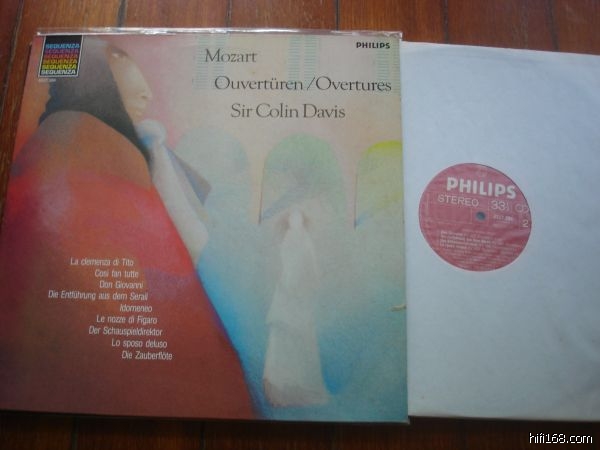 SEQUENZA
SEQUENZA
SEQUENZA
SEQUENZA
SEQUENZA
SEQUENZA
PHILIPS
Mozart
Ouvertüren/Overtures
Sir Colin Davis
La clemenza di Tito
Così fan tutte
Don Giovanni
Die Entführung aus dem Serail
Idomeneo
Le nozze di Figaro
Der Schauspieldirektor
Lo sposo deluso
Die Zauberflöte
PHILIPS
STEREO 33
2
hifi168.com